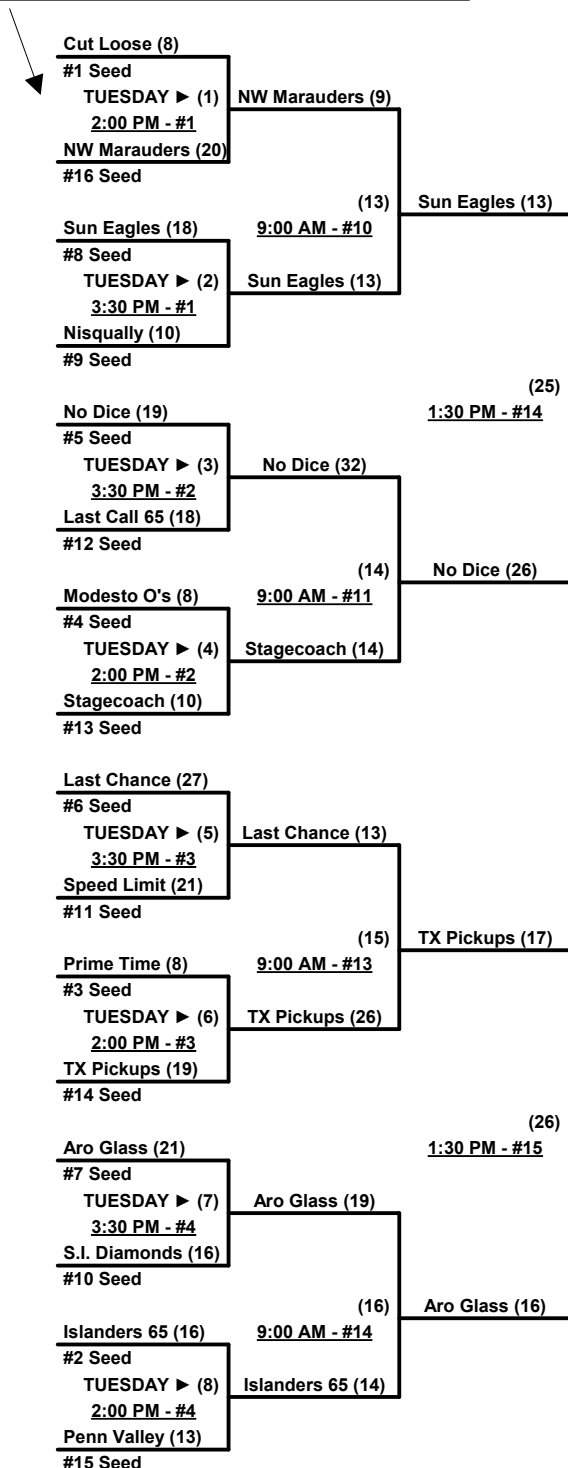 Cut Loose (8)
#1 Seed
TUESDAY ► (1)
2:00 PM - #1
NW Marauders (20)
#16 Seed
NW Marauders (9)
(13)
9:00 AM - #10
Sun Eagles (13)
Sun Eagles (18)
#8 Seed
TUESDAY ► (2)
3:30 PM - #1
Nisqually (10)
#9 Seed
Sun Eagles (13)
(25)
1:30 PM - #14
No Dice (19)
#5 Seed
TUESDAY ► (3)
3:30 PM - #2
Last Call 65 (18)
#12 Seed
No Dice (32)
(14)
9:00 AM - #11
No Dice (26)
Modesto O's (8)
#4 Seed
TUESDAY ► (4)
2:00 PM - #2
Stagecoach (10)
#13 Seed
Stagecoach (14)
Last Chance (27)
#6 Seed
TUESDAY ► (5)
3:30 PM - #3
Speed Limit (21)
#11 Seed
Last Chance (13)
(15)
9:00 AM - #13
TX Pickups (17)
Prime Time (8)
#3 Seed
TUESDAY ► (6)
2:00 PM - #3
TX Pickups (19)
#14 Seed
TX Pickups (26)
(26)
1:30 PM - #15
Aro Glass (21)
#7 Seed
TUESDAY ► (7)
3:30 PM - #4
S.I. Diamonds (16)
#10 Seed
Aro Glass (19)
(16)
9:00 AM - #14
Aro Glass (16)
Islanders 65 (16)
#2 Seed
TUESDAY ► (8)
2:00 PM - #4
Penn Valley (13)
#15 Seed
Islanders 65 (14)